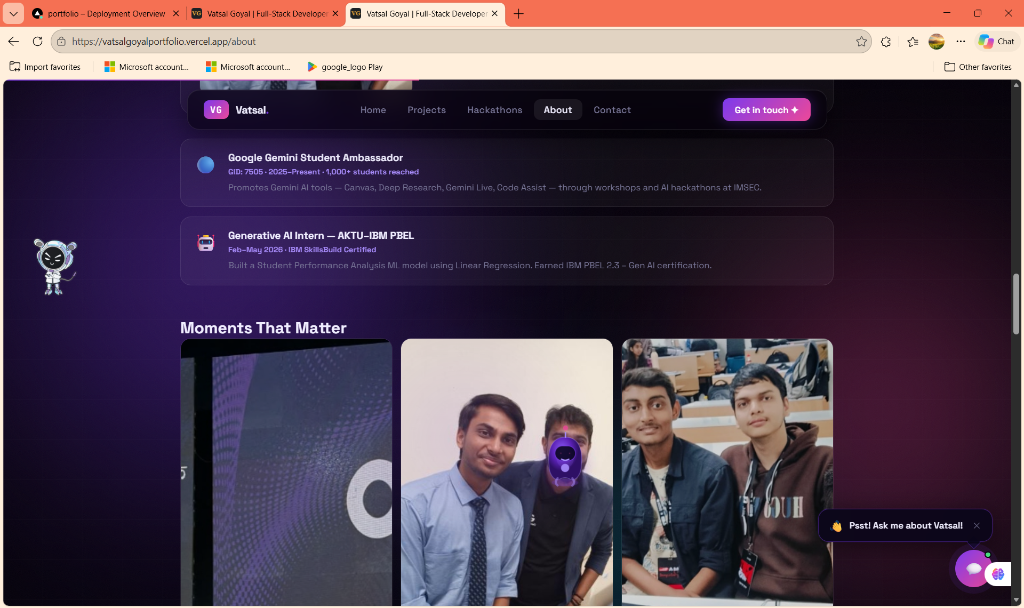 portfolio – Deployment Overview
Vatsal Goyal | Full-Stack Developer
Vatsal Goyal | Full-Stack Developer
https://vatsalgoyalportfolio.vercel.app/about
Chat
Import favorites
Microsoft account...
Microsoft account...
google_logo Play
Other favorites
VG
Vatsal.
Home
Projects
Hackathons
About
Contact
Get in touch ✦
Google Gemini Student Ambassador
GID: 7505 · 2025–Present · 1,000+ students reached
Promotes Gemini AI tools — Canvas, Deep Research, Gemini Live, Code Assist — through workshops and AI hackathons at IMSEC.
Generative AI Intern — AKTU–IBM PBEL
Feb–May 2026 · IBM SkillsBuild Certified
Built a Student Performance Analysis ML model using Linear Regression. Earned IBM PBEL 2.3 – Gen AI certification.
Moments That Matter
👋 Psst! Ask me about Vatsal!